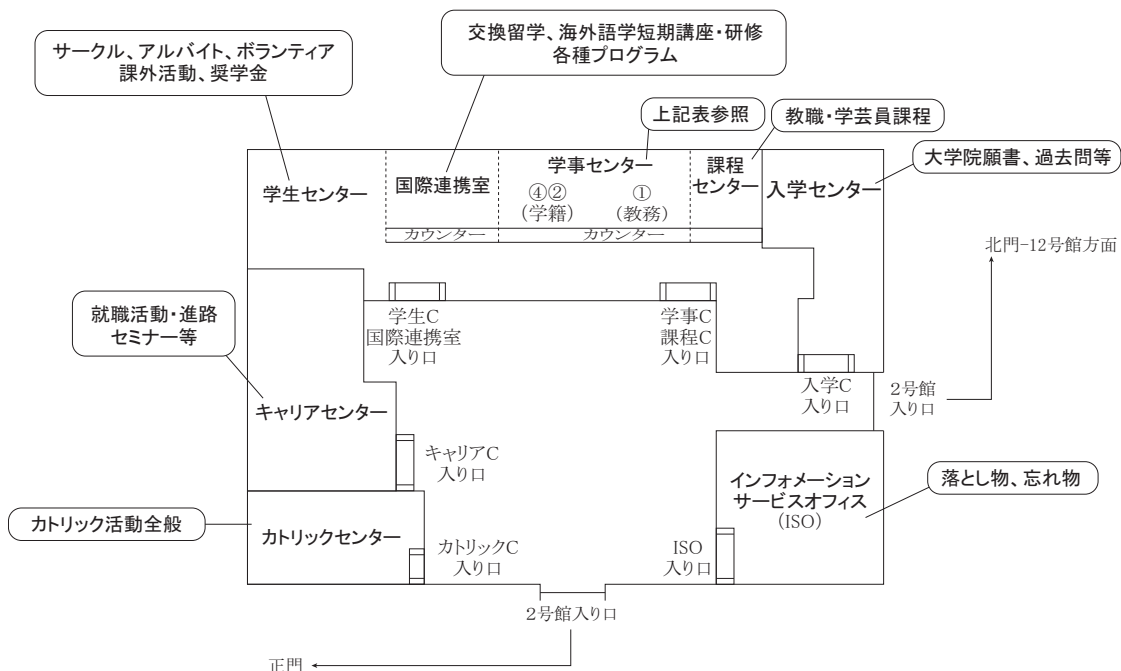 交換留学、海外語学短期講座・研修
各種プログラム
サークル、アルバイト、ボランティア
課外活動、奨学金
上記表参照
教職・学芸員課程
大学院願書、過去問等
学生センター
国際連携室
学事センター
④②
(学籍)
①
(教務)
課程
センター
入学センター
カウンター
カウンター
北門−12号館方面
就職活動・進路
セミナー等
学生C
国際連携室
入り口
学事C
課程C
入り口
入学C
入り口
2号館
入り口
キャリアセンター
キャリアC
入り口
インフォメーション
サービスオフィス
(ISO)
落とし物、忘れ物
カトリック活動全般
カトリックセンター
カトリックC
入り口
ISO
入り口
2号館入り口
正門